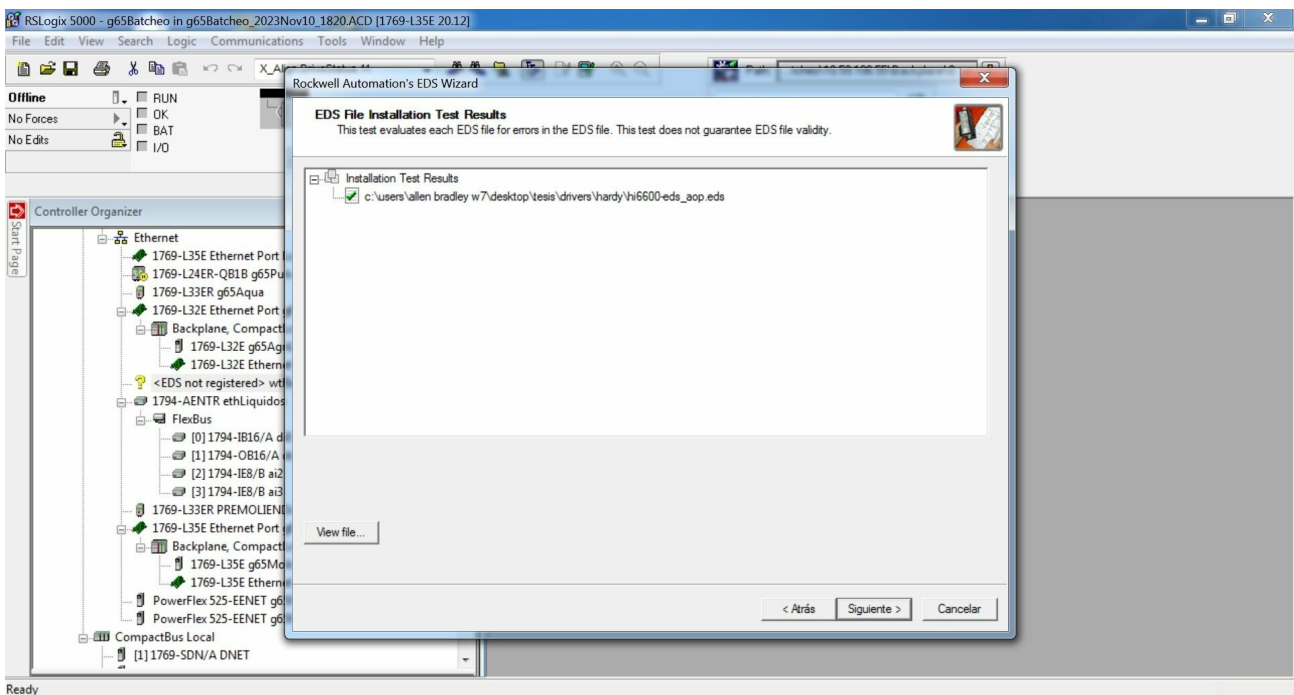 RSLogix 5000 - g65Batcheo in g65Batcheo_2023Nov10_1820.ACD [1769-L35E 20.12]
File Edit View Search Logic Communications Tools Window Help
Offline
RUN
No Forces
OK
BAT
No Edits
I/O
Rockwell Automation's EDS Wizard
EDS File Installation Test Results
This test evaluates each EDS file for errors in the EDS file. This test does not guarantee EDS file validity.
Installation Test Results
c:\users\allen bradley w7\desktop\tesis\drivers\hardy\hi6600-eds_aop.eds
View file...
< Atrás Siguiente > Cancelar
Start Page
Controller Organizer
Ethernet
1769-L35E Ethernet Port
1769-L24ER-QB1B g65Pu
1769-L33ER g65Aqua
1769-L32E Ethernet Port
Backplane, Compact
1769-L32E g65Ag
1769-L32E Ethern
<EDS not registered> wt
1794-AENTR ethLiquidos
FlexBus
[0] 1794-IB16/A d
[1] 1794-OB16/A
[2] 1794-IE8/B ai2
[3] 1794-IE8/B ai3
1769-L33ER PREMOLIEN
1769-L35E Ethernet Port
Backplane, Compact
1769-L35E g65Mo
1769-L35E Ethern
PowerFlex 525-EENET g6
PowerFlex 525-EENET g6
CompactBus Local
[1] 1769-SDN/A DNET
Ready